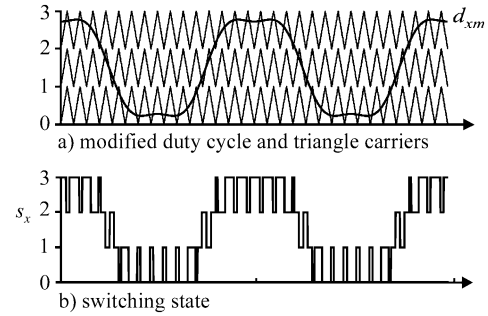 3
2
1
0
d_xm
a) modified duty cycle and triangle carriers
3
2
1
0
s_x
b) switching state